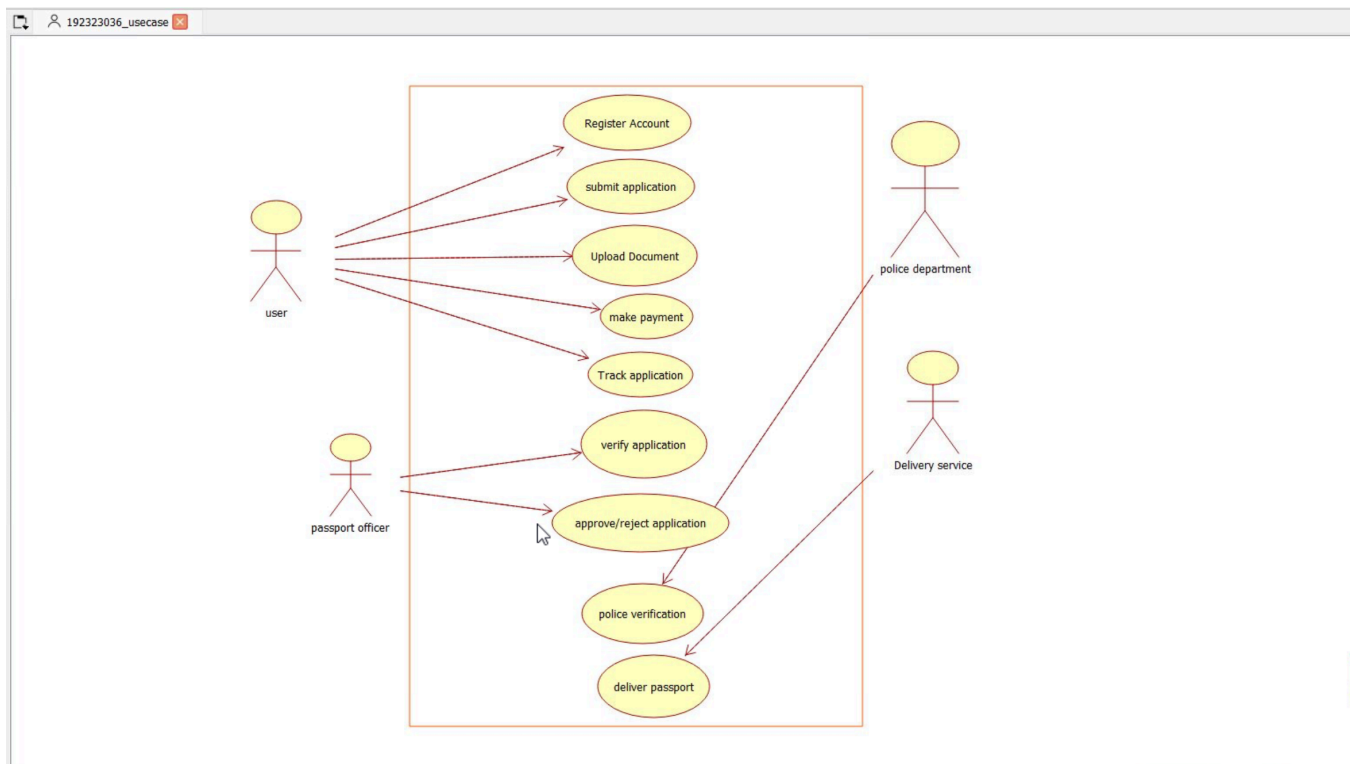 192323036_usecase
Register Account
submit application
police department
Upload Document
user
make payment
Track application
verify application
Delivery service
passport officer
approve/reject application
police verification
deliver passport